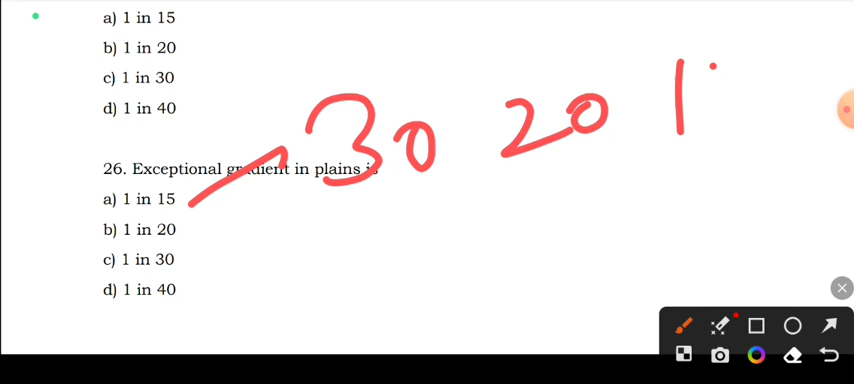 a) 1 in 15
b) 1 in 20
c) 1 in 30
d) 1 in 40
30 20 1
26. Exceptional gradient in plains is
a) 1 in 15
b) 1 in 20
c) 1 in 30
d) 1 in 40